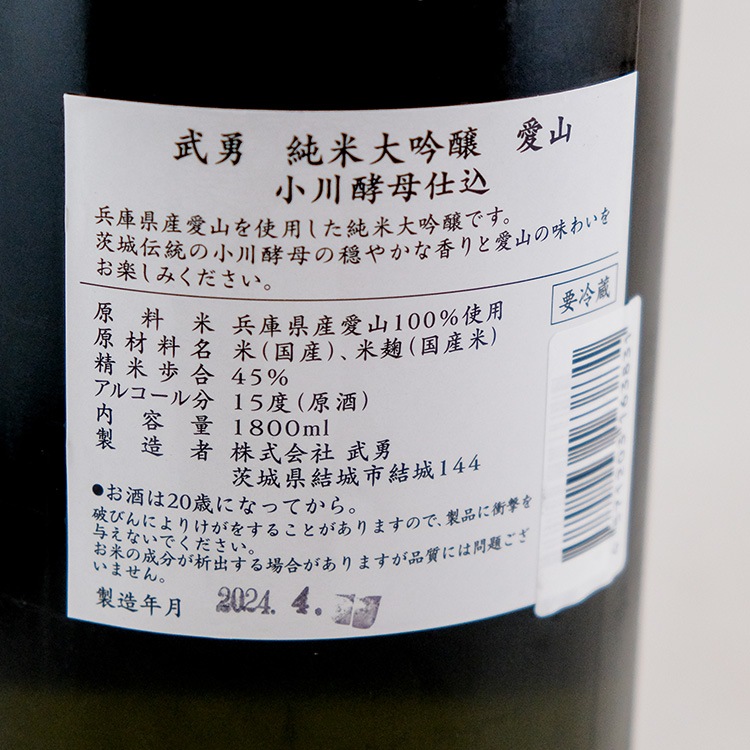 武勇 純米大吟醸 愛山
小川酵母仕込
兵庫県産愛山を使用した純米大吟醸です。
茨城伝統の小川酵母の穏やかな香りと愛山の味わいを
お楽しみください。
要冷蔵
原料米 兵庫県産愛山100%使用
原材料名 米(国産)、米麹(国産米)
精米歩合 45%
アルコール分 15度(原酒)
内容量 1800ml
製造者 株式会社 武勇
茨城県結城市結城144
●お酒は20歳になってから。
破びんによりけがをすることがありますので、製品に衝撃を
与えないでください。
お米の成分が析出する場合がありますが品質には問題ござ
いません。
製造年月 2024.4.